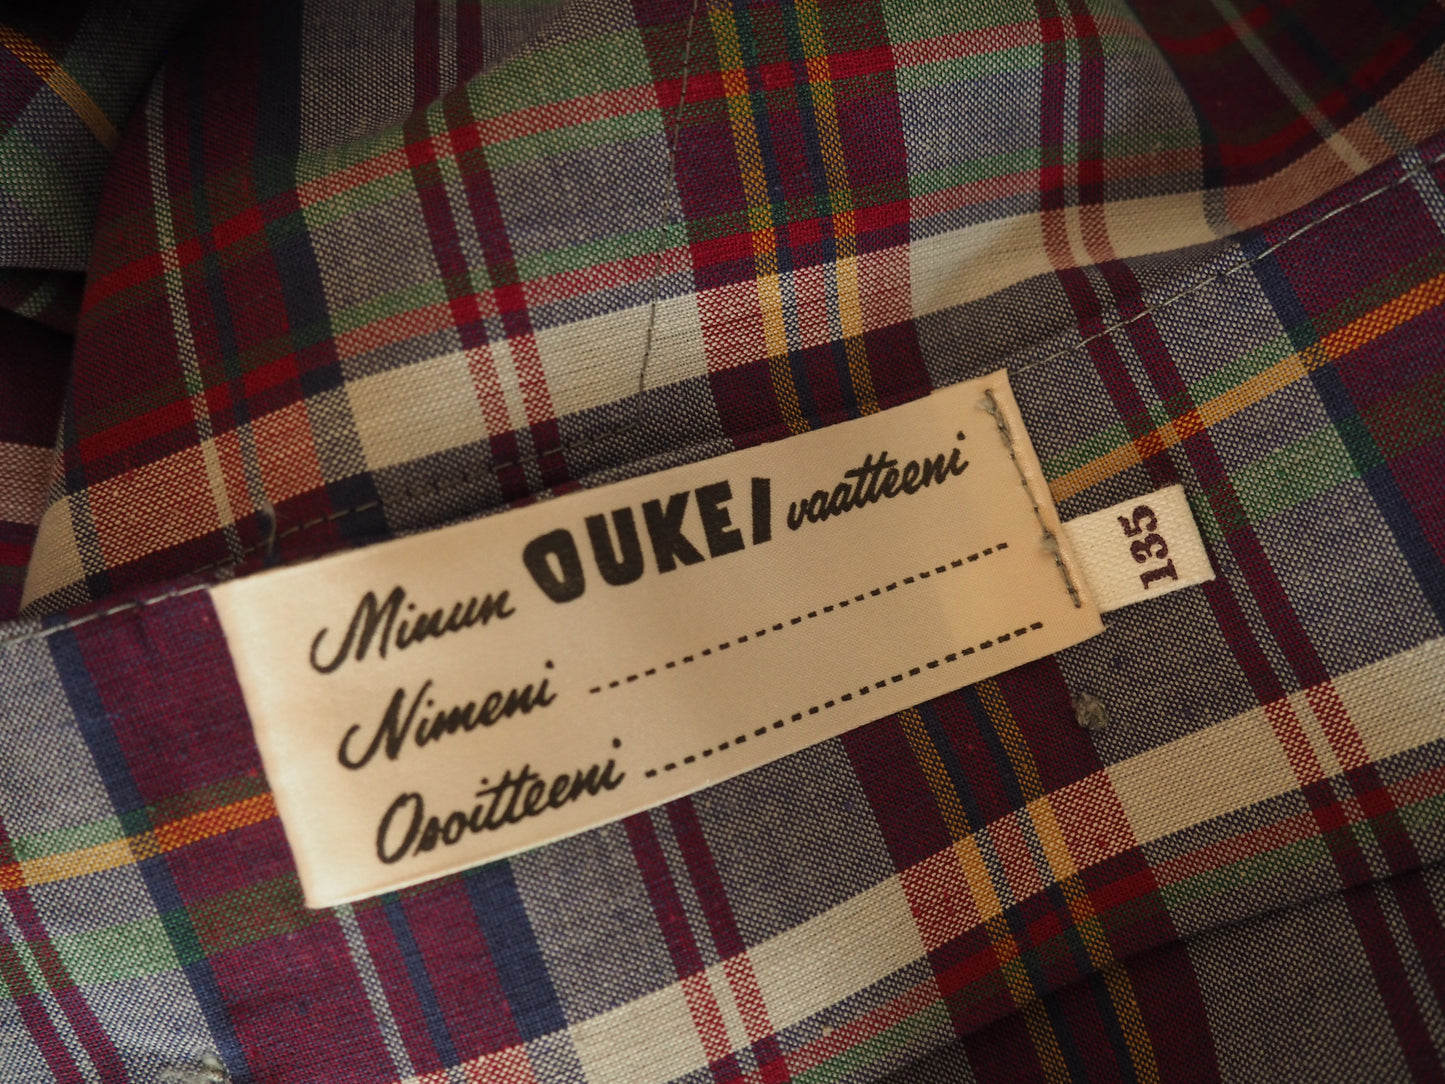 Minun OUKEI vaatteeni
Nimeni
Osoitteeni
135